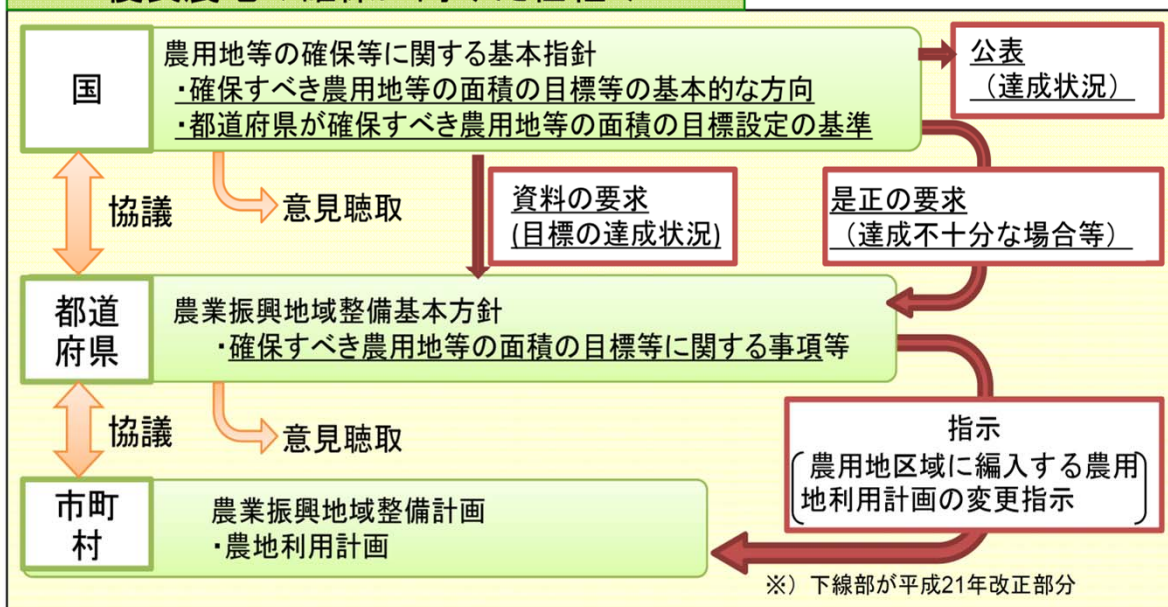 国
農用地等の確保等に関する基本指針
・確保すべき農用地等の面積の目標等の基本的な方向
・都道府県が確保すべき農用地等の面積の目標設定の基準
公表
（達成状況）
協議
意見聴取
資料の要求
(目標の達成状況)
是正の要求
（達成不十分な場合等）
都道
府県
農業振興地域整備基本方針
・確保すべき農用地等の面積の目標等に関する事項等
協議
意見聴取
指示
農用地区域に編入する農用
地利用計画の変更指示
市町
村
農業振興地域整備計画
・農地利用計画
※）下線部が平成21年改正部分